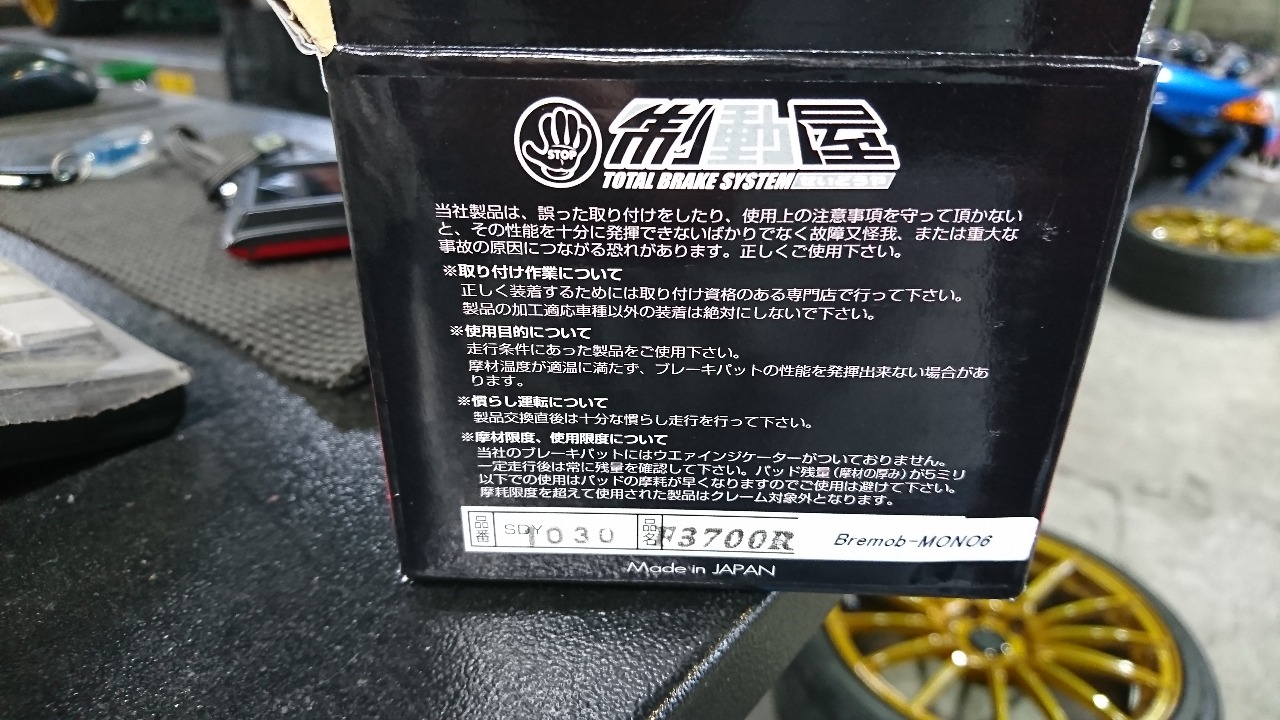 STOP
制動屋
TOTAL BRAKE SYSTEM せいどうや
当社製品は、誤った取り付けをしたり、使用上の注意事項を守って頂かない
と、その性能を十分に発揮できないばかりでなく故障又怪我、または重大な
事故の原因につながる恐れがあります。正しくご使用下さい。
※取り付け作業について
正しく装着するためには取り付け資格のある専門店で行って下さい。
製品の加工適応車種以外の装着は絶対にしないで下さい。
※使用目的について
走行条件にあった製品をご使用下さい。
摩材温度が適温に満たず、ブレーキパットの性能を発揮出来ない場合があ
ります。
※慣らし運転について
製品交換直後は十分な慣らし走行を行って下さい。
※摩材限度、使用限度について
当社のブレーキパットにはウエァインジケーターがついておりません。
一定走行後は常に残量を確認して下さい。パッド残量(摩材の厚み)が5ミリ
以下での使用はパッドの摩耗が早くなりますのでご使用は避けて下さい。
摩耗限度を超えて使用された製品はクレーム対象外となります。
品番 SDY 1030 品名 F3700R Bremob-MONO6
Made in JAPAN